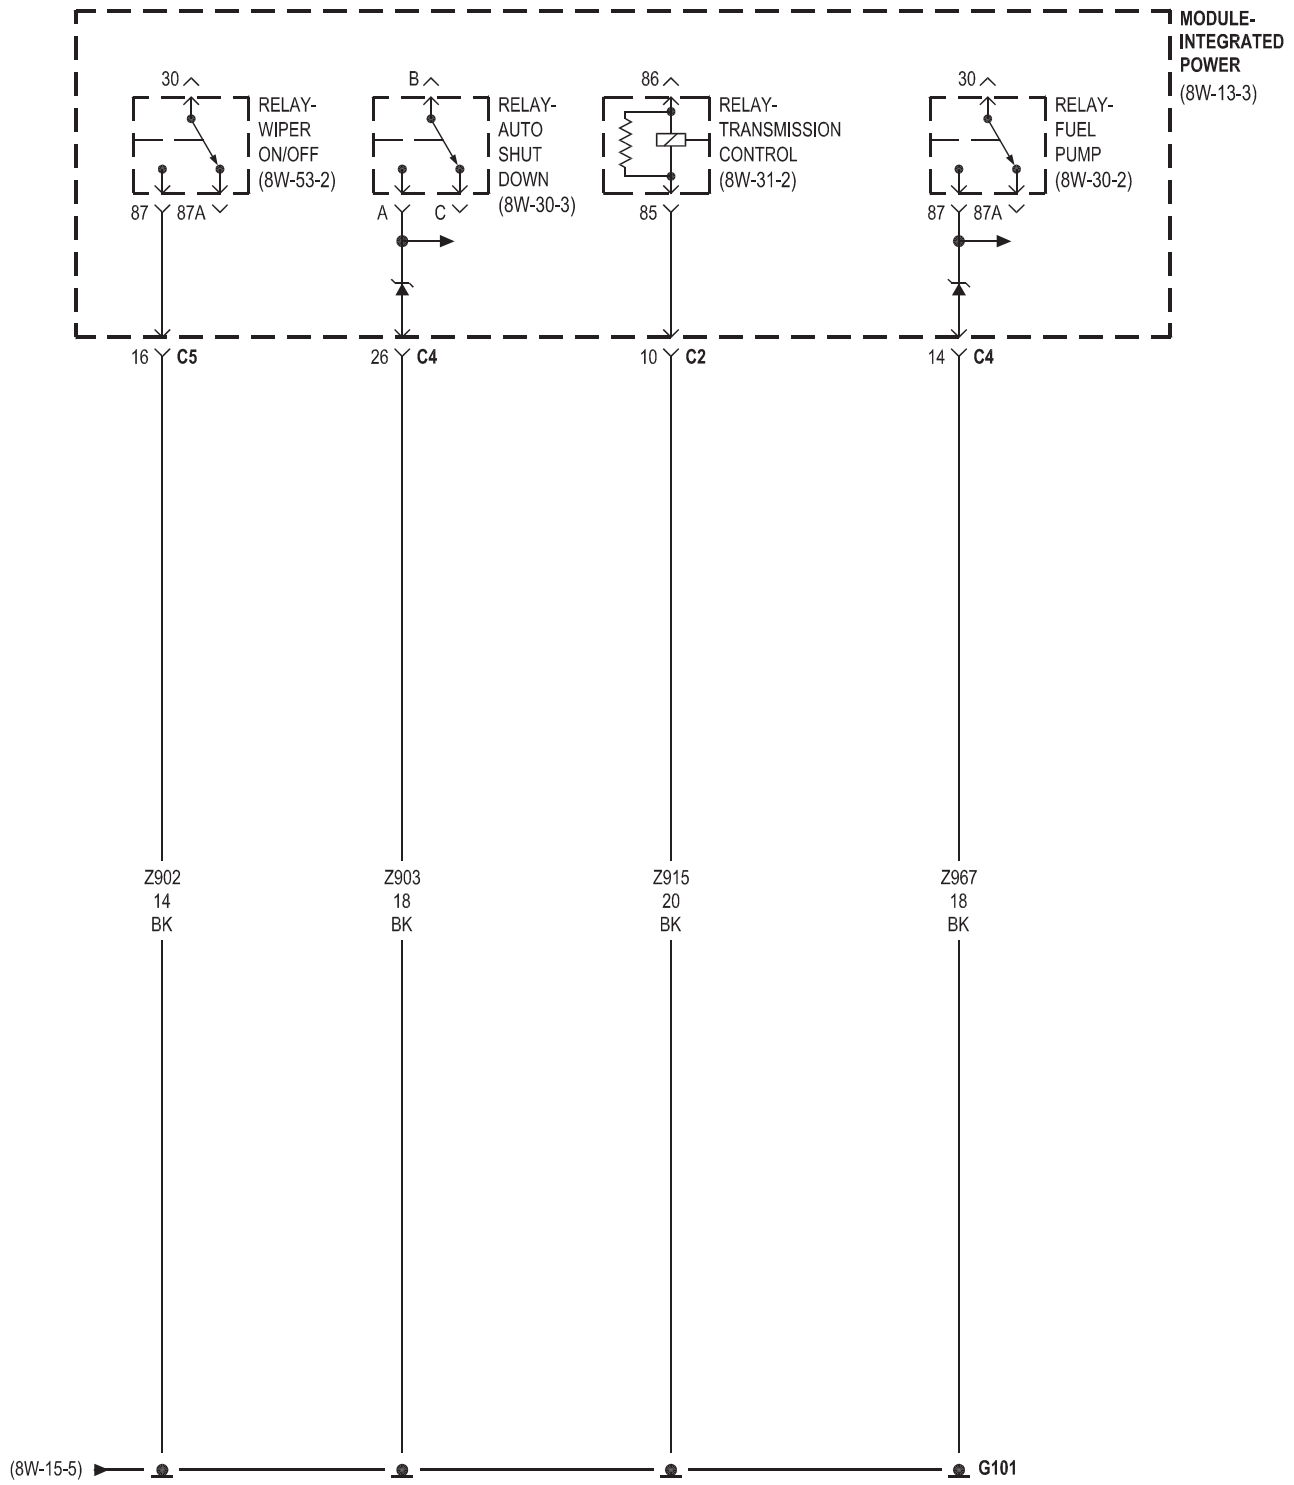 MODULE-
INTEGRATED
POWER
(8W-13-3)
30
B
86
30
RELAY-
WIPER
ON/OFF
(8W-53-2)
RELAY-
AUTO
SHUT
DOWN
(8W-30-3)
RELAY-
TRANSMISSION
CONTROL
(8W-31-2)
RELAY-
FUEL
PUMP
(8W-30-2)
87 87A
A C
85
87 87A
16 C5
26 C4
10 C2
14 C4
Z902
14
BK
Z903
18
BK
Z915
20
BK
Z967
18
BK
(8W-15-5)
G101